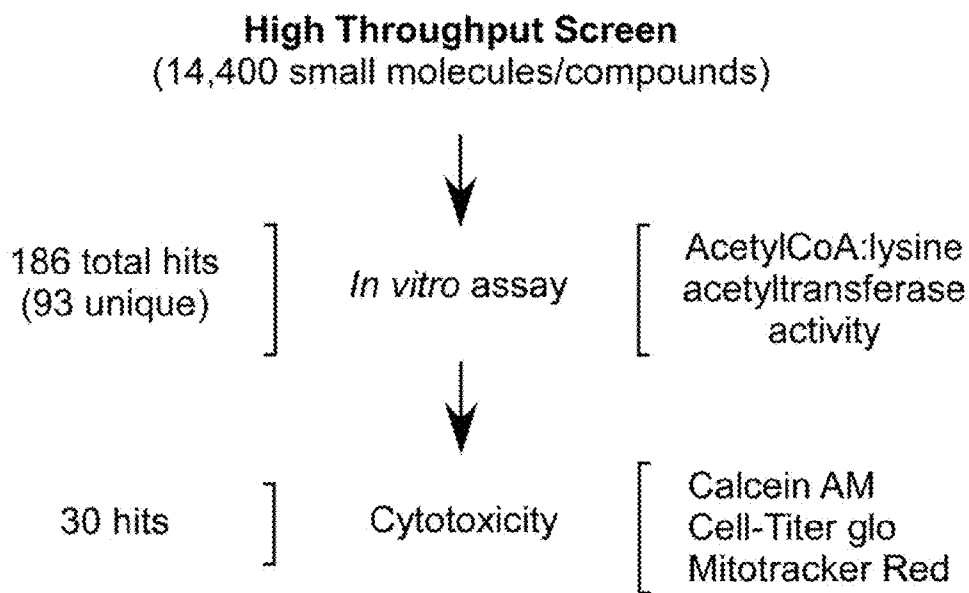 High Throughput Screen
(14,400 small molecules/compounds)
186 total hits
(93 unique)
In vitro assay
AcetylCoA:lysine
acetyltransferase
activity
30 hits
Cytotoxicity
Calcein AM
Cell-Titer glo
Mitotracker Red